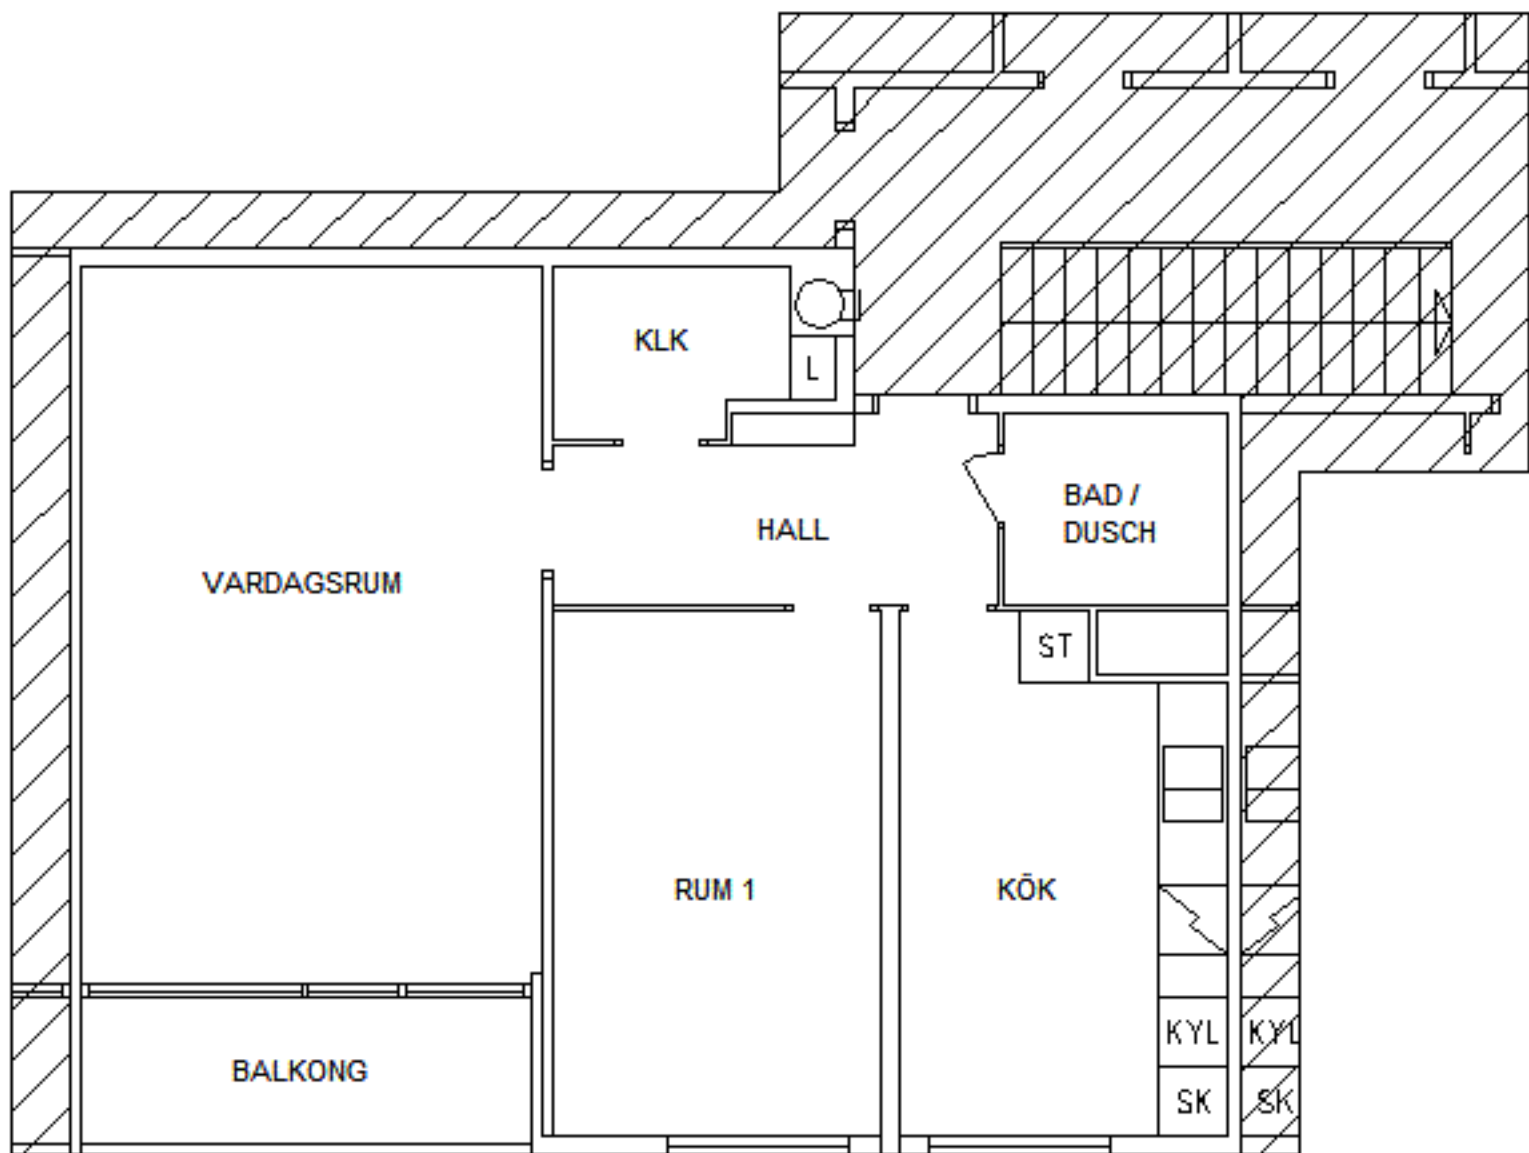 KLK
L
BAD /
DUSCH
HALL
VARDAGSRUM
ST
RUM 1
KÖK
KYL
KYL
BALKONG
SK
SK